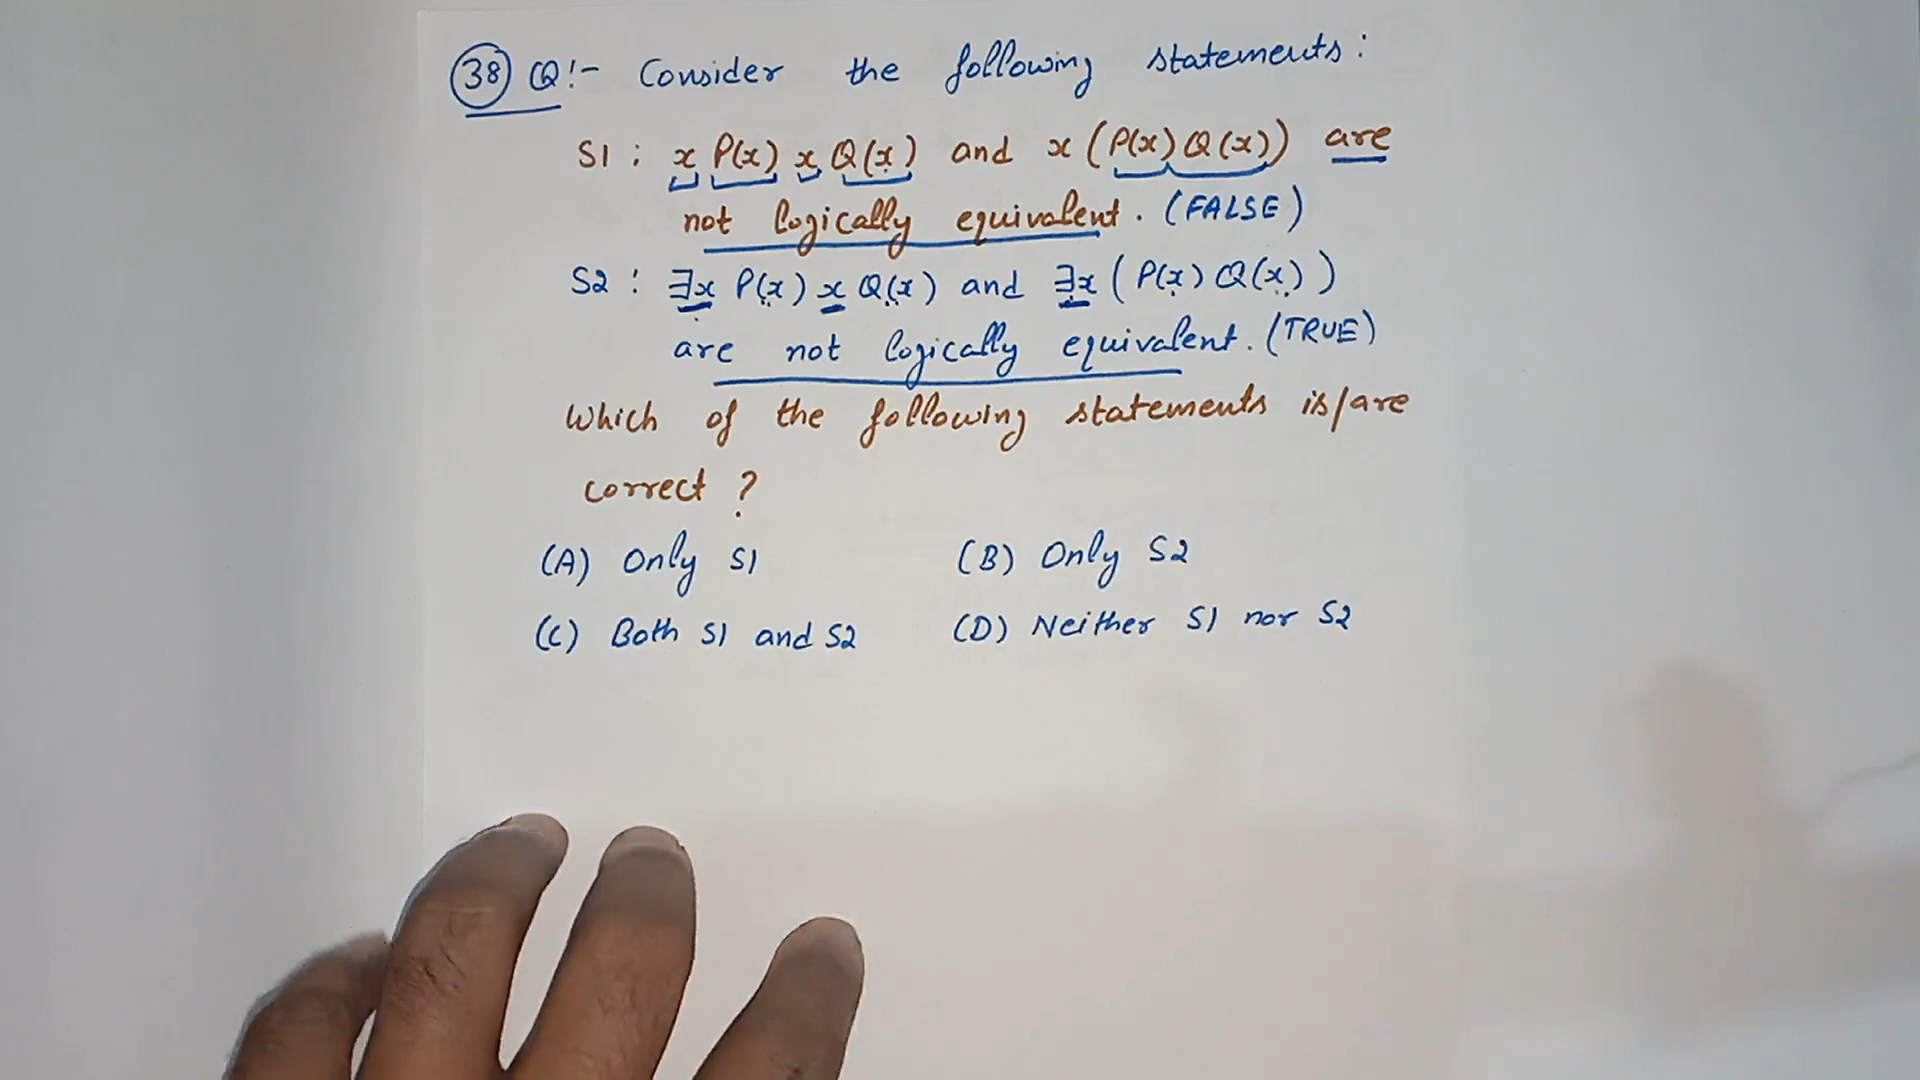 38 Q:- Consider the following statements:
S1: x P(x) x Q(x) and x (P(x) Q(x)) are
not logically equivalent. (FALSE)
S2: ∃x P(x) x Q(x) and ∃x (P(x) Q(x))
are not logically equivalent. (TRUE)
Which of the following statements is/are
correct?
(A) Only S1 (B) Only S2
(C) Both S1 and S2 (D) Neither S1 nor S2